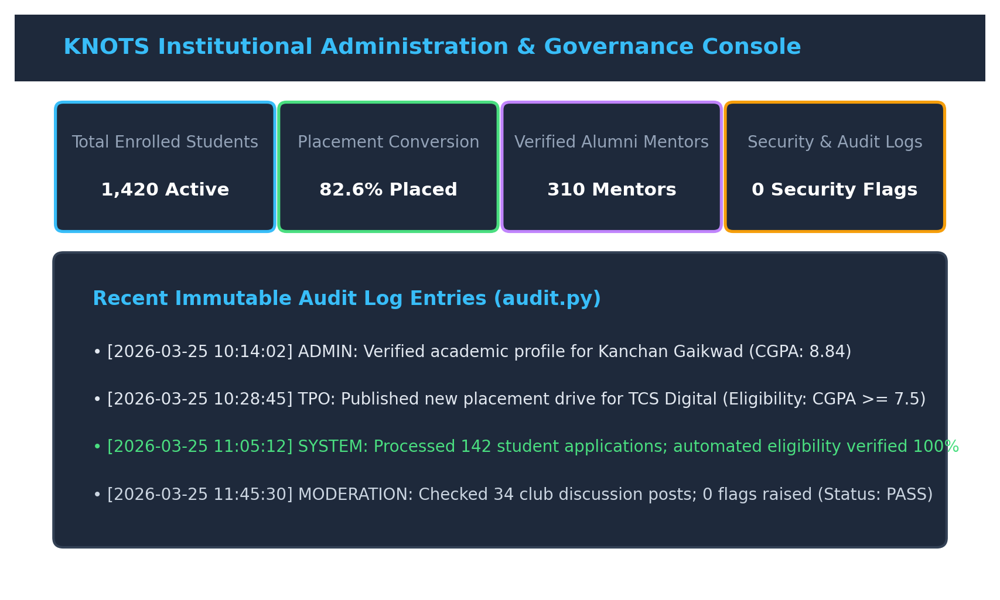 KNOTS Institutional Administration & Governance Console
Total Enrolled Students
1,420 Active
Placement Conversion
82.6% Placed
Verified Alumni Mentors
310 Mentors
Security & Audit Logs
0 Security Flags
Recent Immutable Audit Log Entries (audit.py)
• [2026-03-25 10:14:02] ADMIN: Verified academic profile for Kanchan Gaikwad (CGPA: 8.84)
• [2026-03-25 10:28:45] TPO: Published new placement drive for TCS Digital (Eligibility: CGPA >= 7.5)
• [2026-03-25 11:05:12] SYSTEM: Processed 142 student applications; automated eligibility verified 100%
• [2026-03-25 11:45:30] MODERATION: Checked 34 club discussion posts; 0 flags raised (Status: PASS)